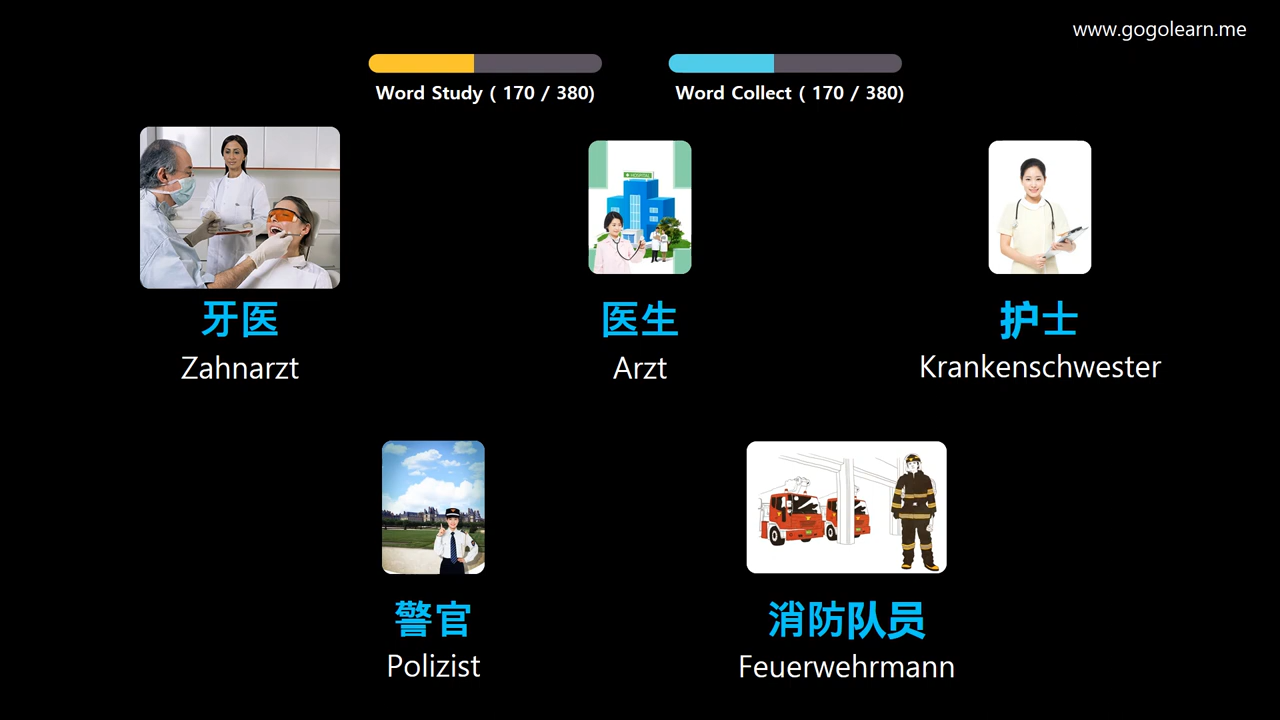 www.gogolearn.me
Word Study ( 170 / 380)
Word Collect ( 170 / 380)
HOSPITAL
牙医
医生
护士
Zahnarzt
Arzt
Krankenschwester
警官
消防队员
Polizist
Feuerwehrmann